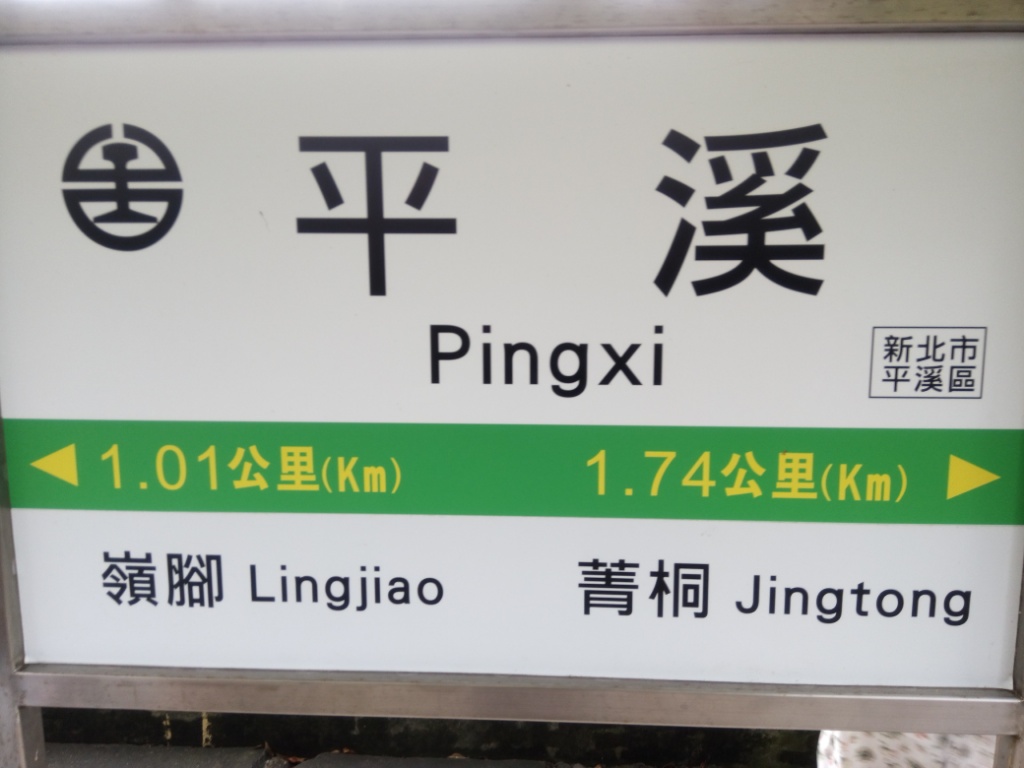 平溪
Pingxi
新北市
平溪區
1.01公里(Km) 1.74公里(Km)
嶺腳 Lingjiao 菁桐 Jingtong